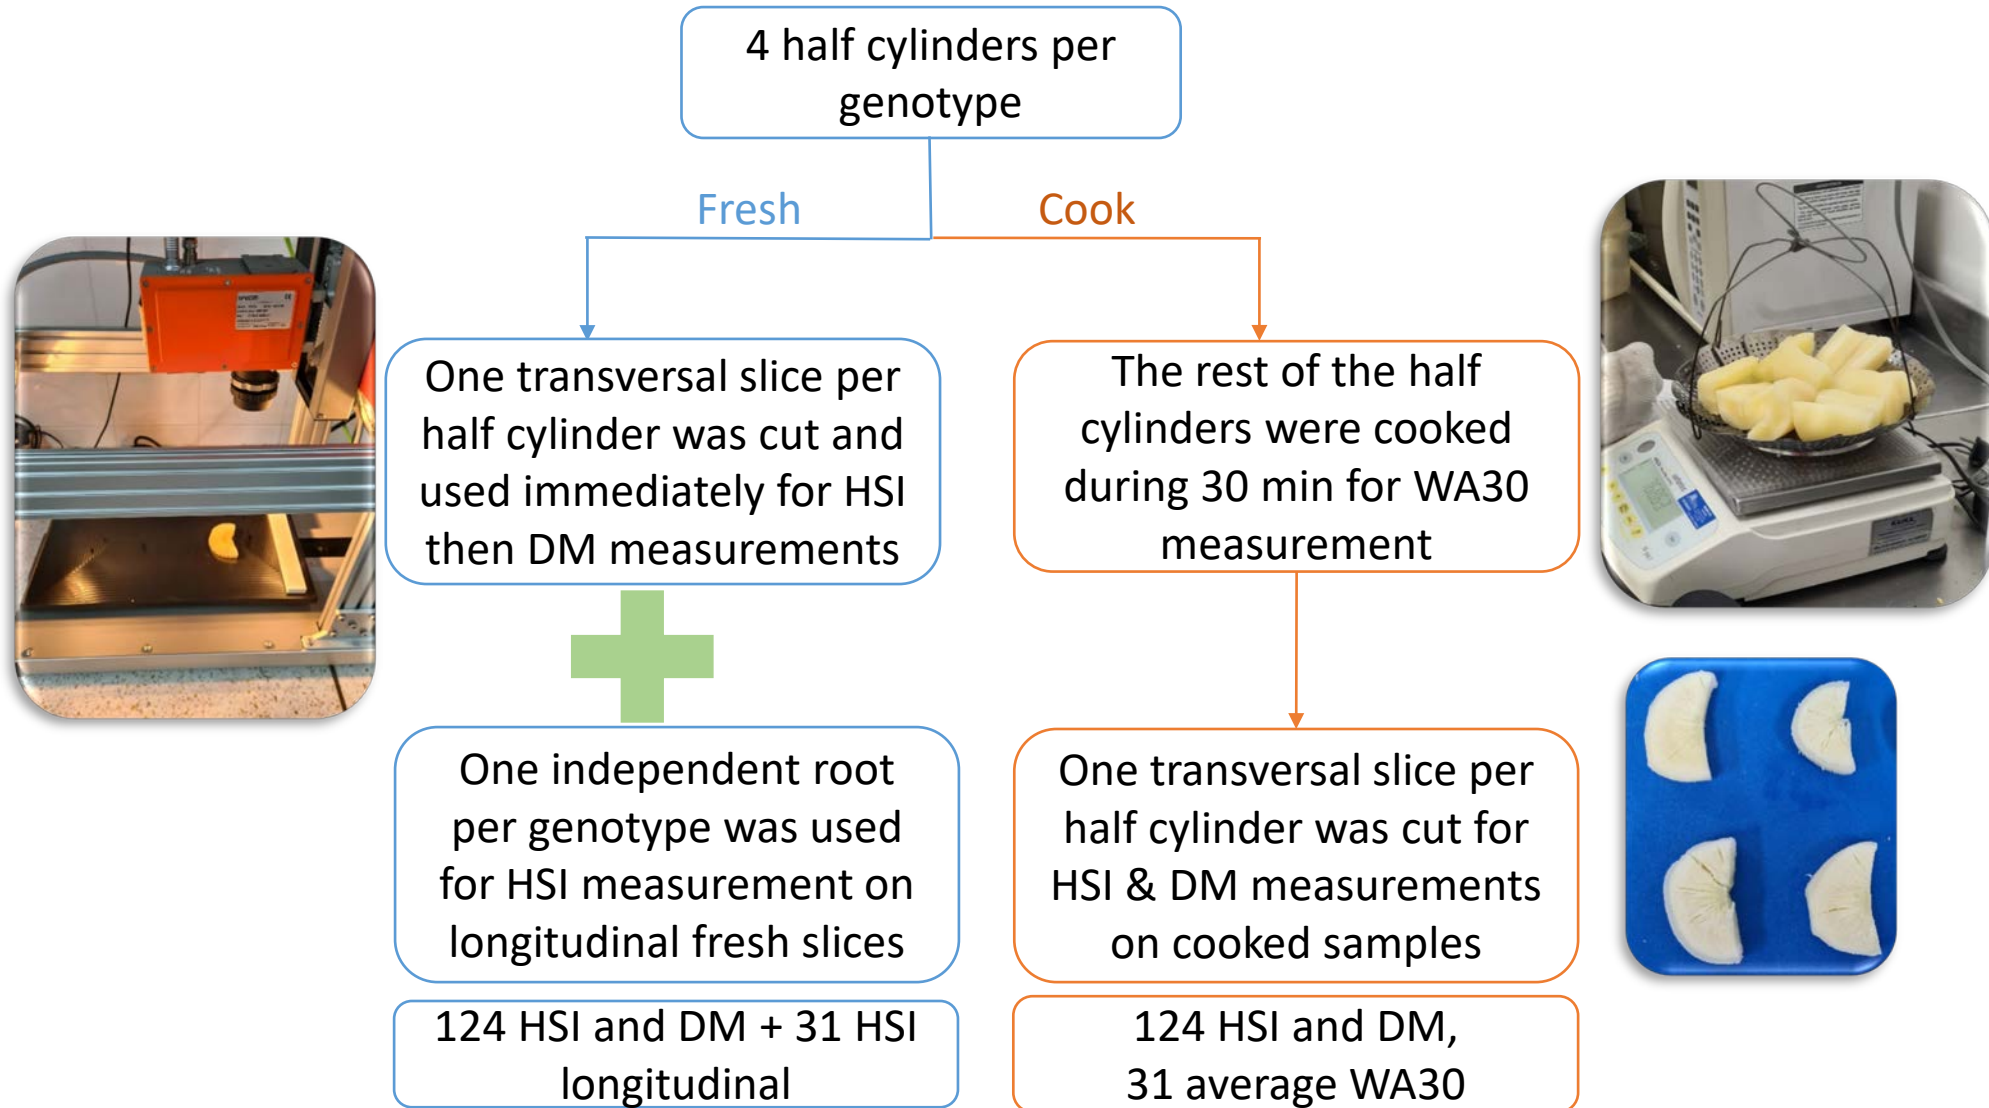 4 half cylinders per
genotype
Fresh
Cook
One transversal slice per
half cylinder was cut and
used immediately for HSI
then DM measurements
The rest of the half
cylinders were cooked
during 30 min for WA30
measurement
One independent root
per genotype was used
for HSI measurement on
longitudinal fresh slices
One transversal slice per
half cylinder was cut for
HSI & DM measurements
on cooked samples
124 HSI and DM + 31 HSI
longitudinal
124 HSI and DM,
31 average WA30